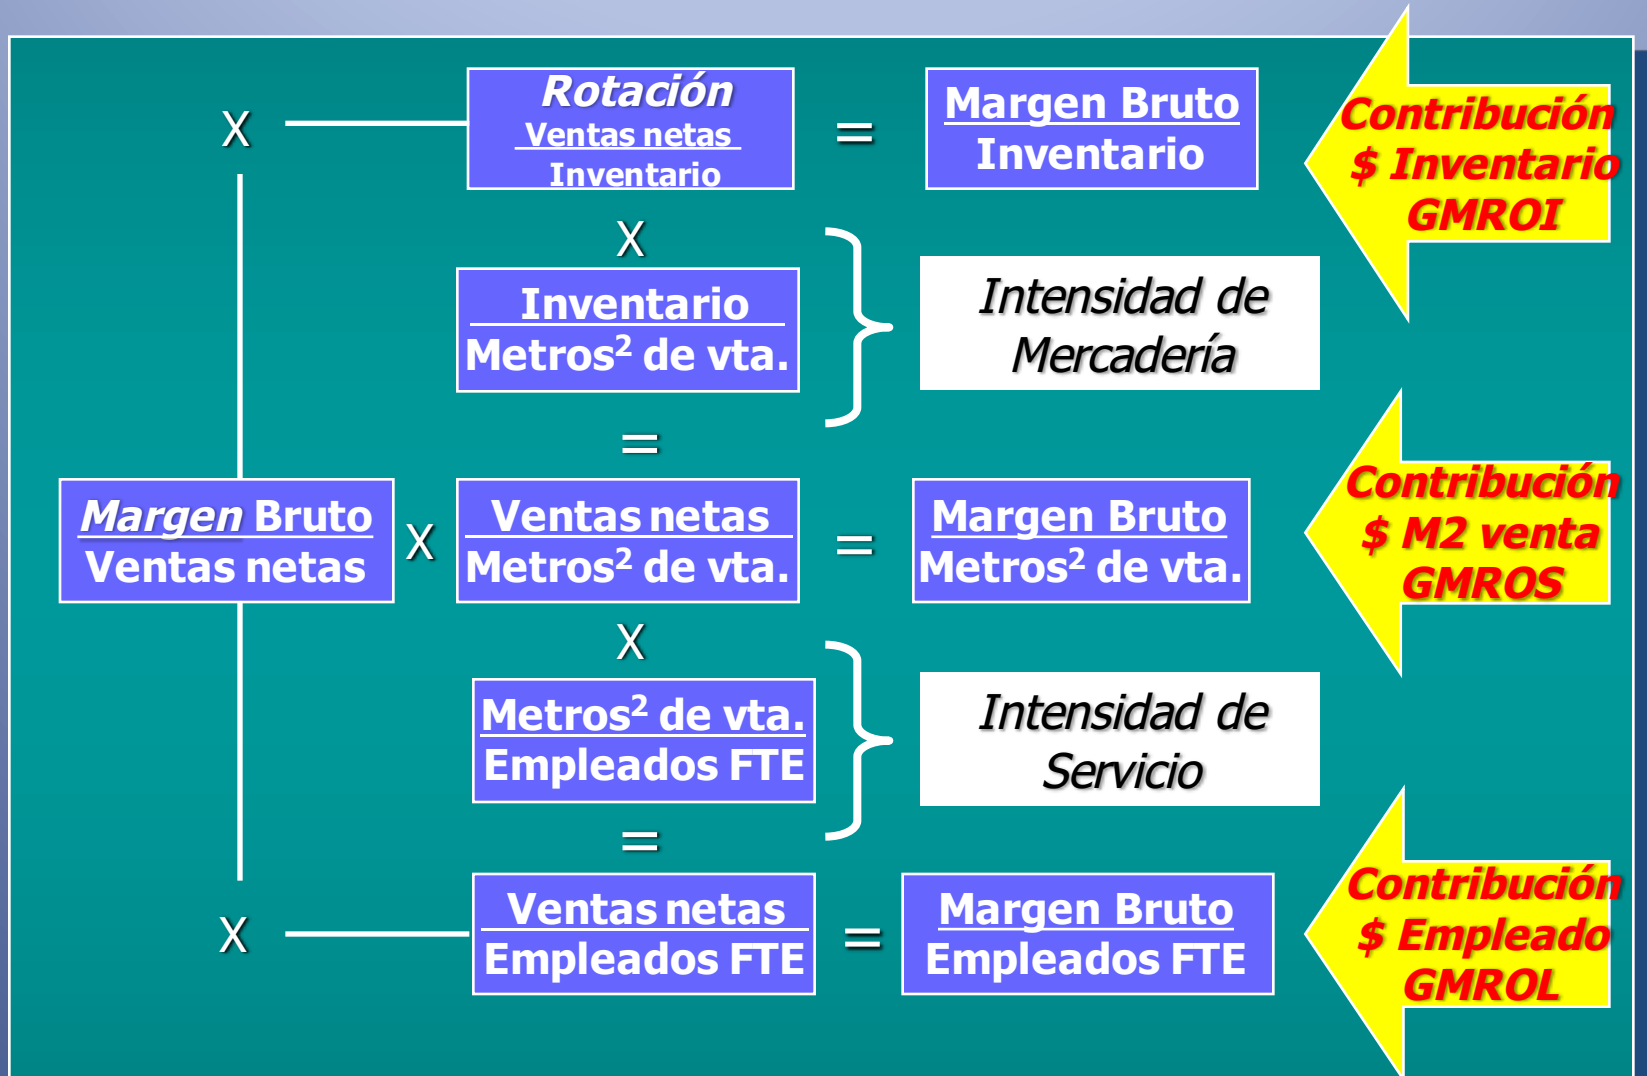 X
Rotación
Ventas netas
Inventario
=
Margen Bruto
Inventario
Contribución
$ Inventario
GMROI
X
Inventario
Metros² de vta.
Intensidad de
Mercadería
=
Margen Bruto
Ventas netas
X
Ventas netas
Metros² de vta.
=
Margen Bruto
Metros² de vta.
Contribución
$ M2 venta
GMROS
X
Metros² de vta.
Empleados FTE
Intensidad de
Servicio
=
X
Ventas netas
Empleados FTE
=
Margen Bruto
Empleados FTE
Contribución
$ Empleado
GMROL